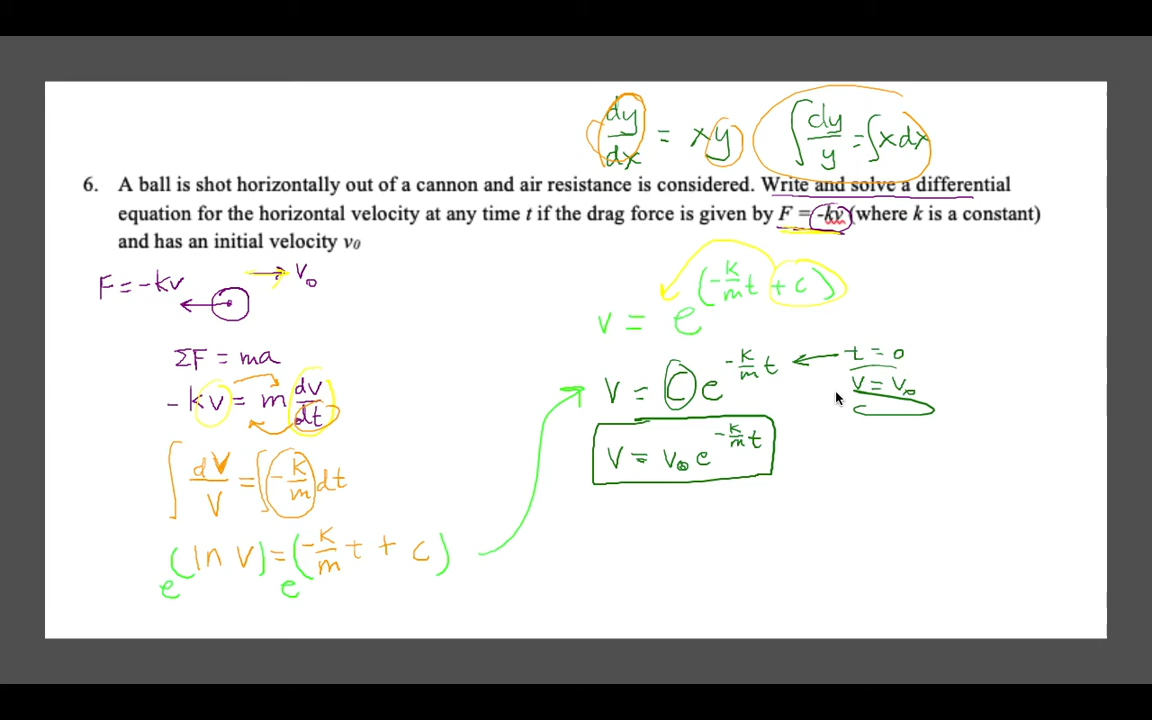 dy/dx = xy ∫ dy/y = ∫ x dx
6. A ball is shot horizontally out of a cannon and air resistance is considered. Write and solve a differential
equation for the horizontal velocity at any time t if the drag force is given by F = -kv (where k is a constant)
and has an initial velocity v₀
F = -kv
v₀
ΣF = ma
-kv = m dv/dt
∫ dv/v = ∫ -k/m dt
e^(ln v) = e^(-k/m t + c)
v = e^(-k/m t + c)
v = Ce^(-k/m t)
t = 0
v = v₀
v = v₀e^(-k/m t)